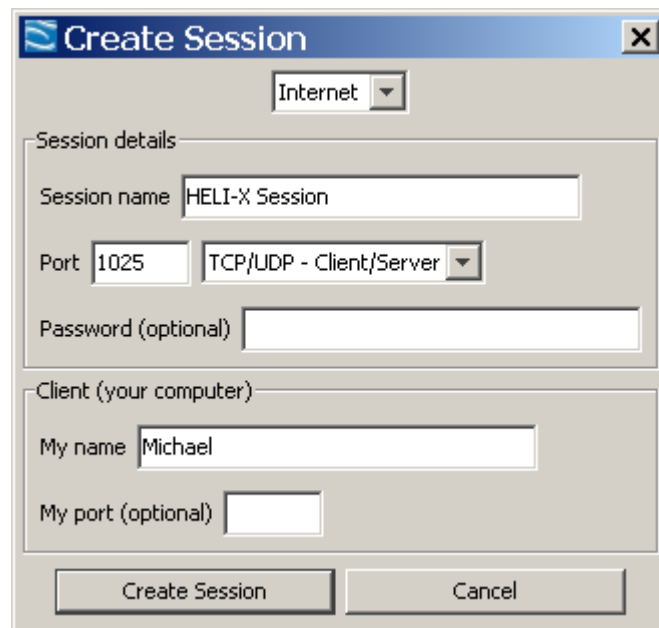 Create Session
Internet
Session details
Session name HELI-X Session
Port 1025 TCP/UDP - Client/Server
Password (optional)
Client (your computer)
My name Michael
My port (optional)
Create Session Cancel